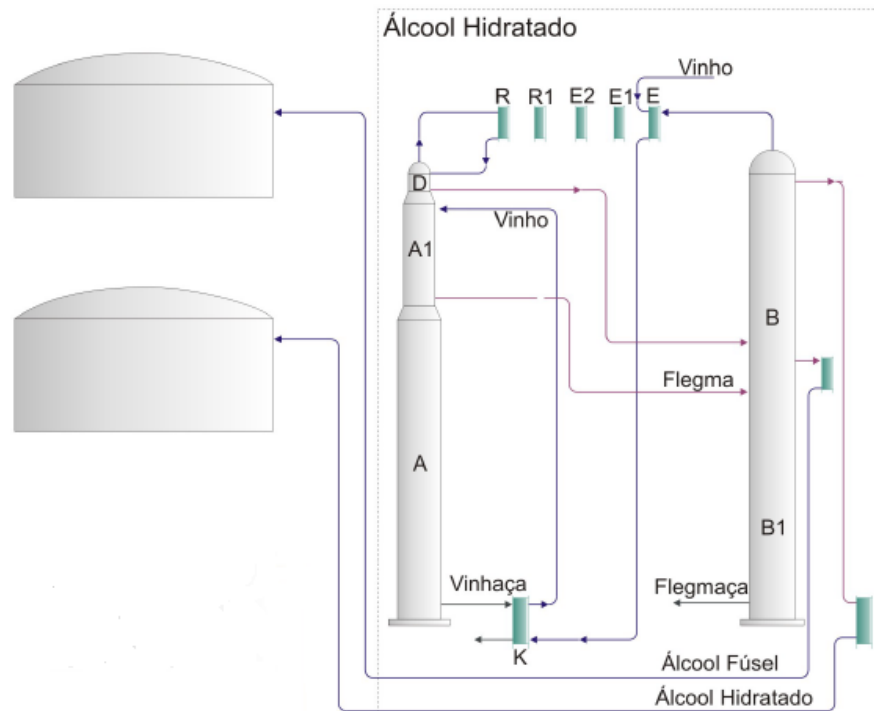 Álcool Hidratado
Vinho
R
R1
E2
E1
E
D
Vinho
A1
B
Flegma
A
B1
Vinhaça
Flegmaça
K
Álcool Fúsel
Álcool Hidratado